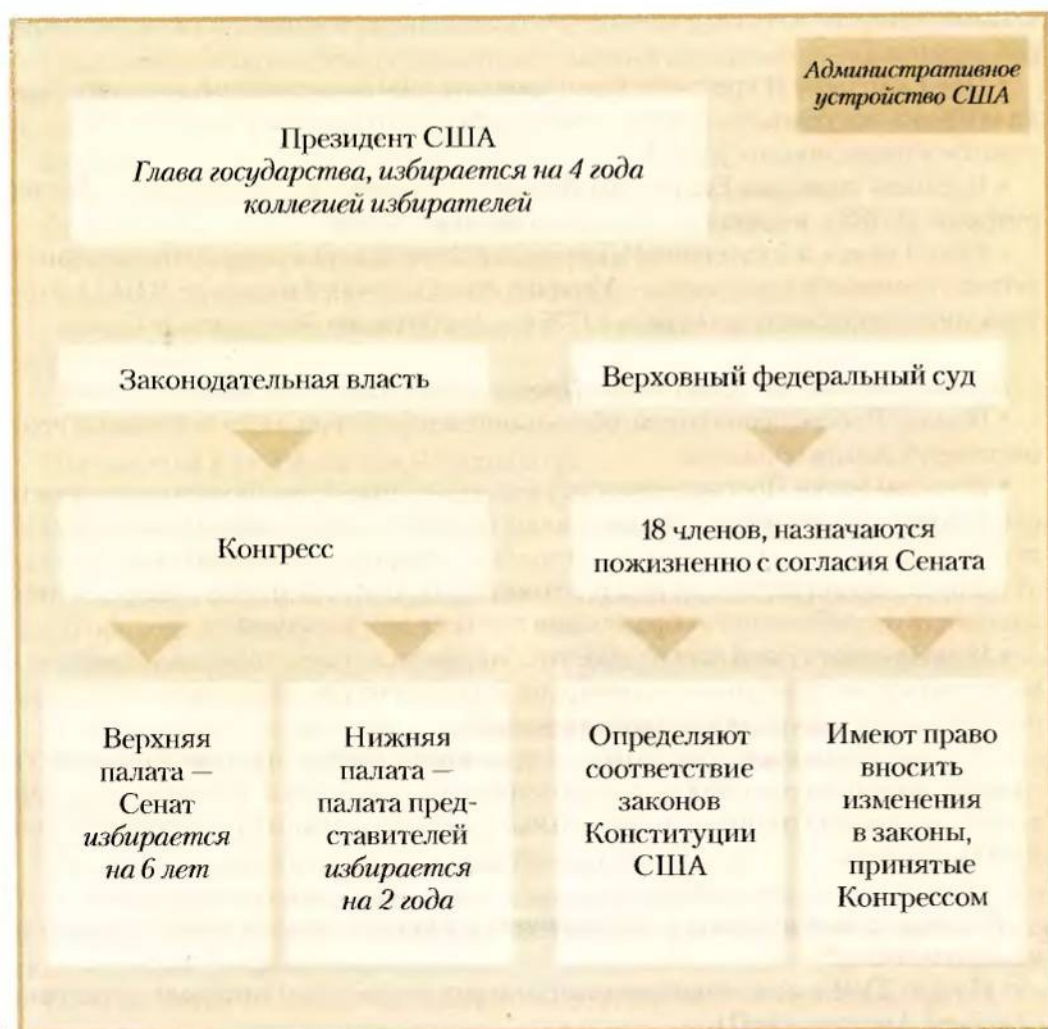 Административное
устройство США
Президент США
Глава государства, избирается на 4 года
коллегией избирателей
Законодательная власть
Верховный федеральный суд
Конгресс
18 членов, назначаются
пожизненно с согласия Сената
Верхняя
палата —
Сенат
избирается
на 6 лет
Нижняя
палата —
палата пред-
ставителей
избирается
на 2 года
Определяют
соответствие
законов
Конституции
США
Имеют право
вносить
изменения
в законы,
принятые
Конгрессом